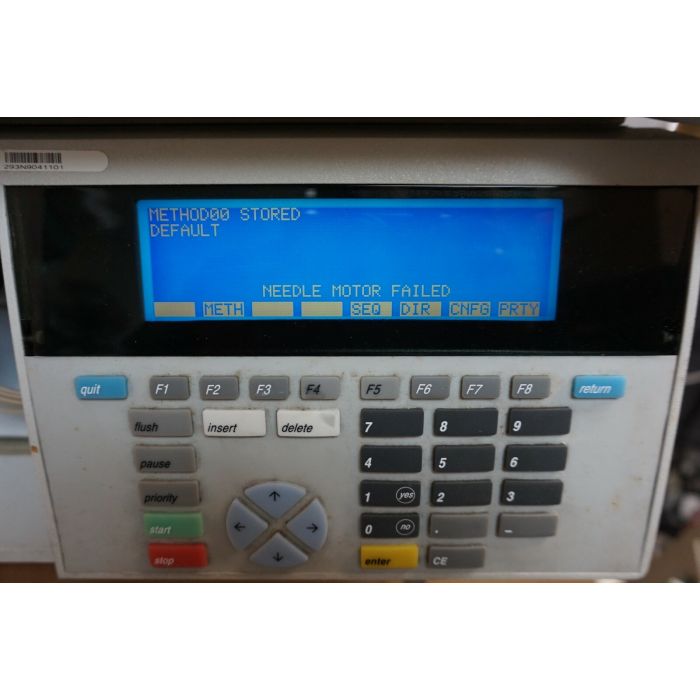 293N9041101
METHOD00 STORED
DEFAULT
NEEDLE MOTOR FAILED
METH SEQ DIR CNFG PRTY
quit F1 F2 F3 F4 F5 F6 F7 F8 return
flush insert delete 7 8 9
pause 4 5 6
priority 1 yes 2 3
start 0 no . –
stop enter CE